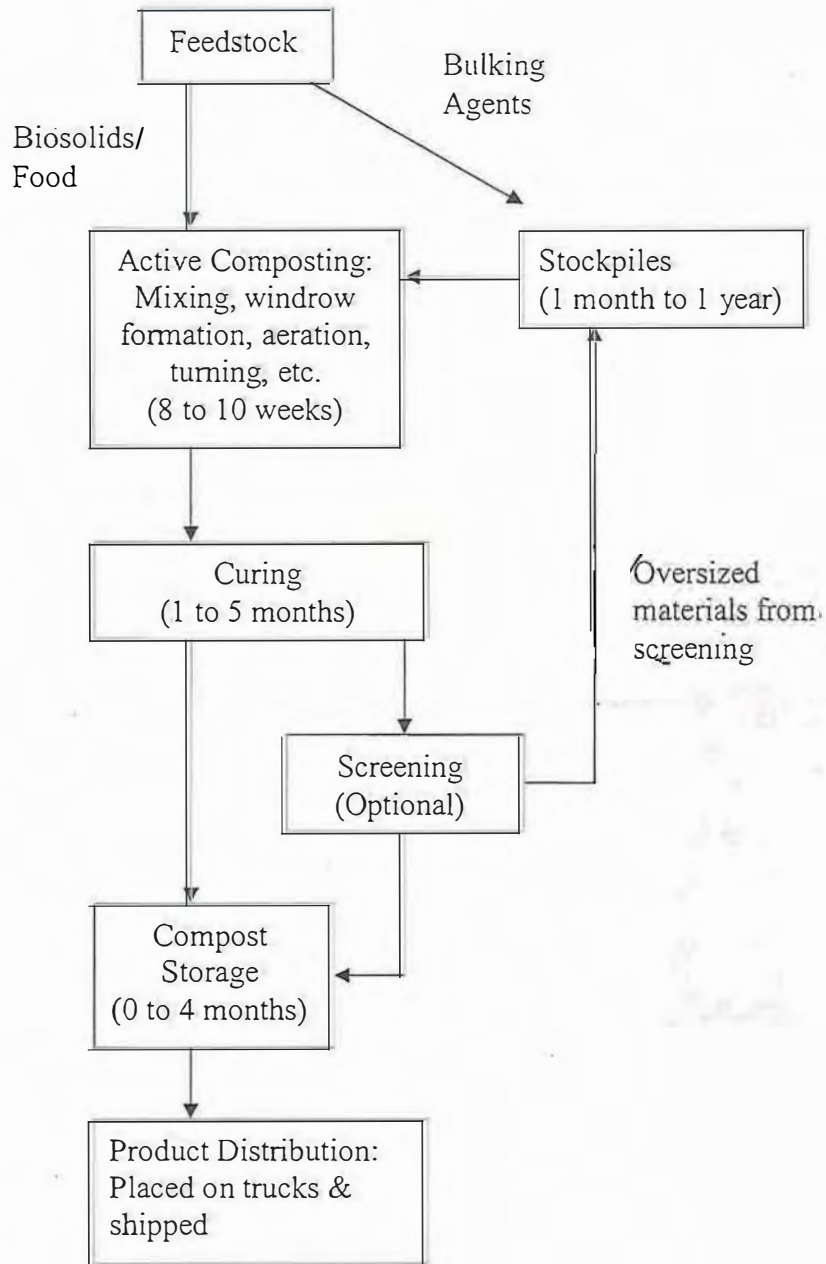 Feedstock
Bulking
Agents
Biosolids/
Food
Active Composting:
Mixing, windrow
formation, aeration,
turning, etc.
(8 to 10 weeks)
Stockpiles
(1 month to 1 year)
Curing
(1 to 5 months)
Oversized
materials from
screening
Screening
(Optional)
Compost
Storage
(0 to 4 months)
Product Distribution:
Placed on trucks &
shipped